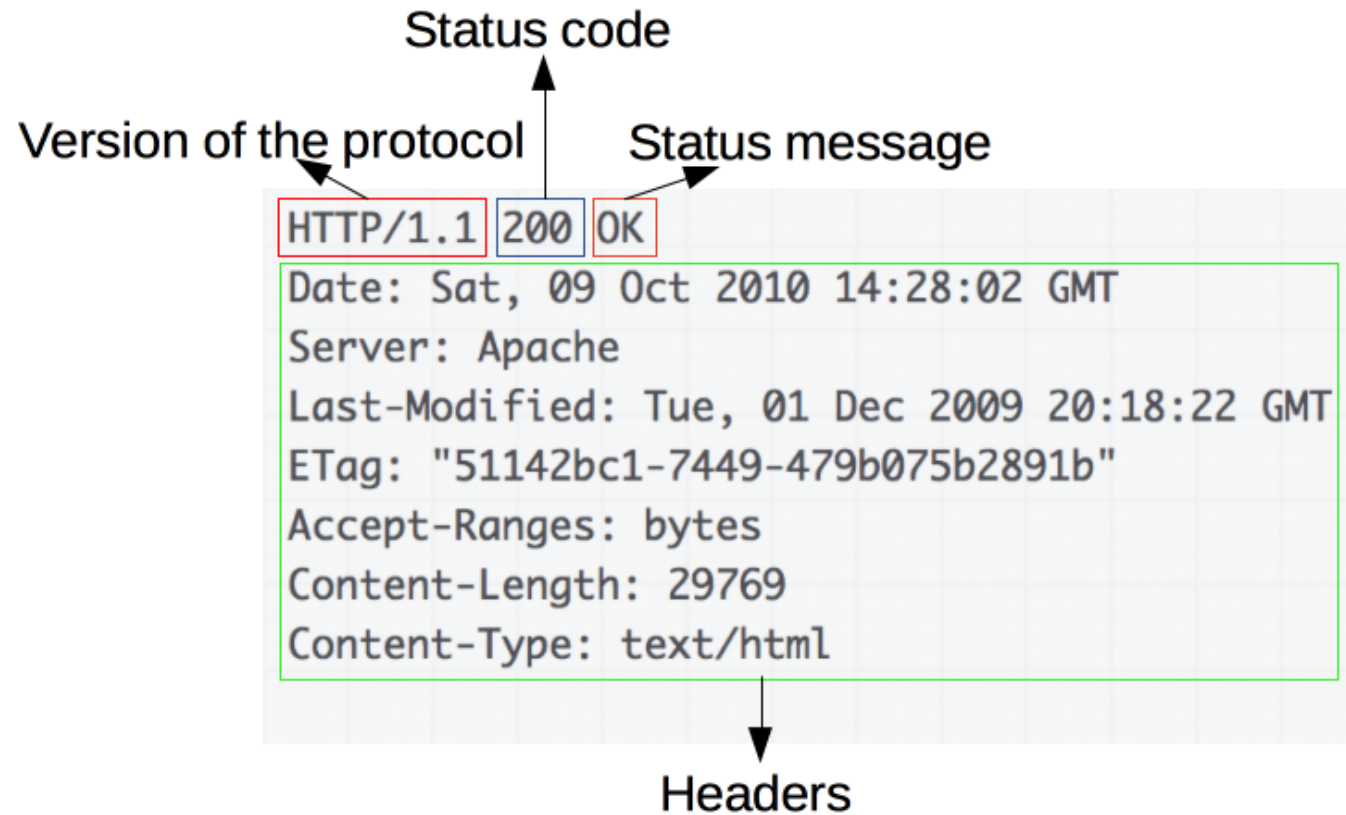 Status code
Version of the protocol
Status message
HTTP/1.1 200 OK
Date: Sat, 09 Oct 2010 14:28:02 GMT
Server: Apache
Last-Modified: Tue, 01 Dec 2009 20:18:22 GMT
ETag: "51142bc1-7449-479b075b2891b"
Accept-Ranges: bytes
Content-Length: 29769
Content-Type: text/html
Headers